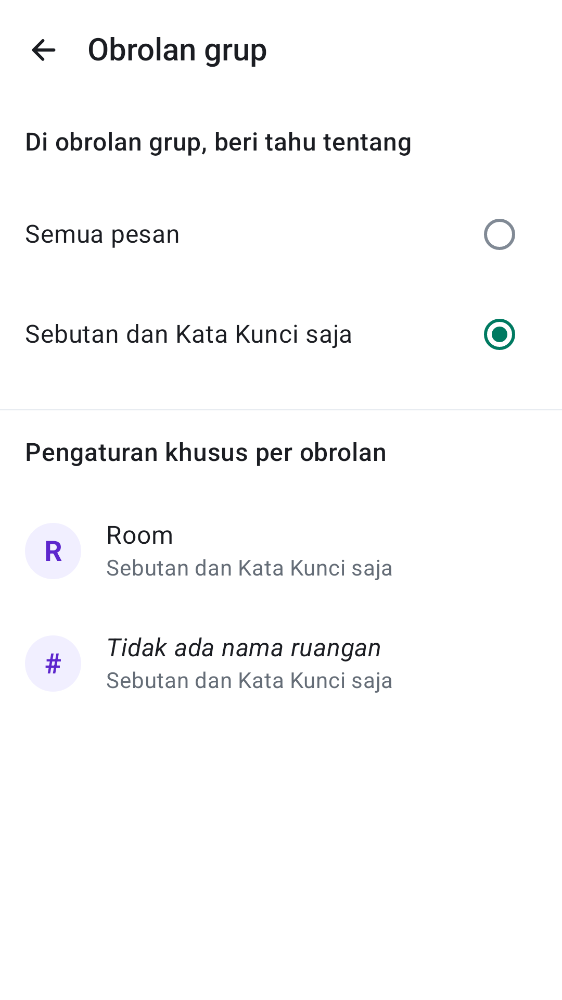 Obrolan grup
Di obrolan grup, beri tahu tentang
Semua pesan
Sebutan dan Kata Kunci saja
Pengaturan khusus per obrolan
R
Room
Sebutan dan Kata Kunci saja
#
Tidak ada nama ruangan
Sebutan dan Kata Kunci saja